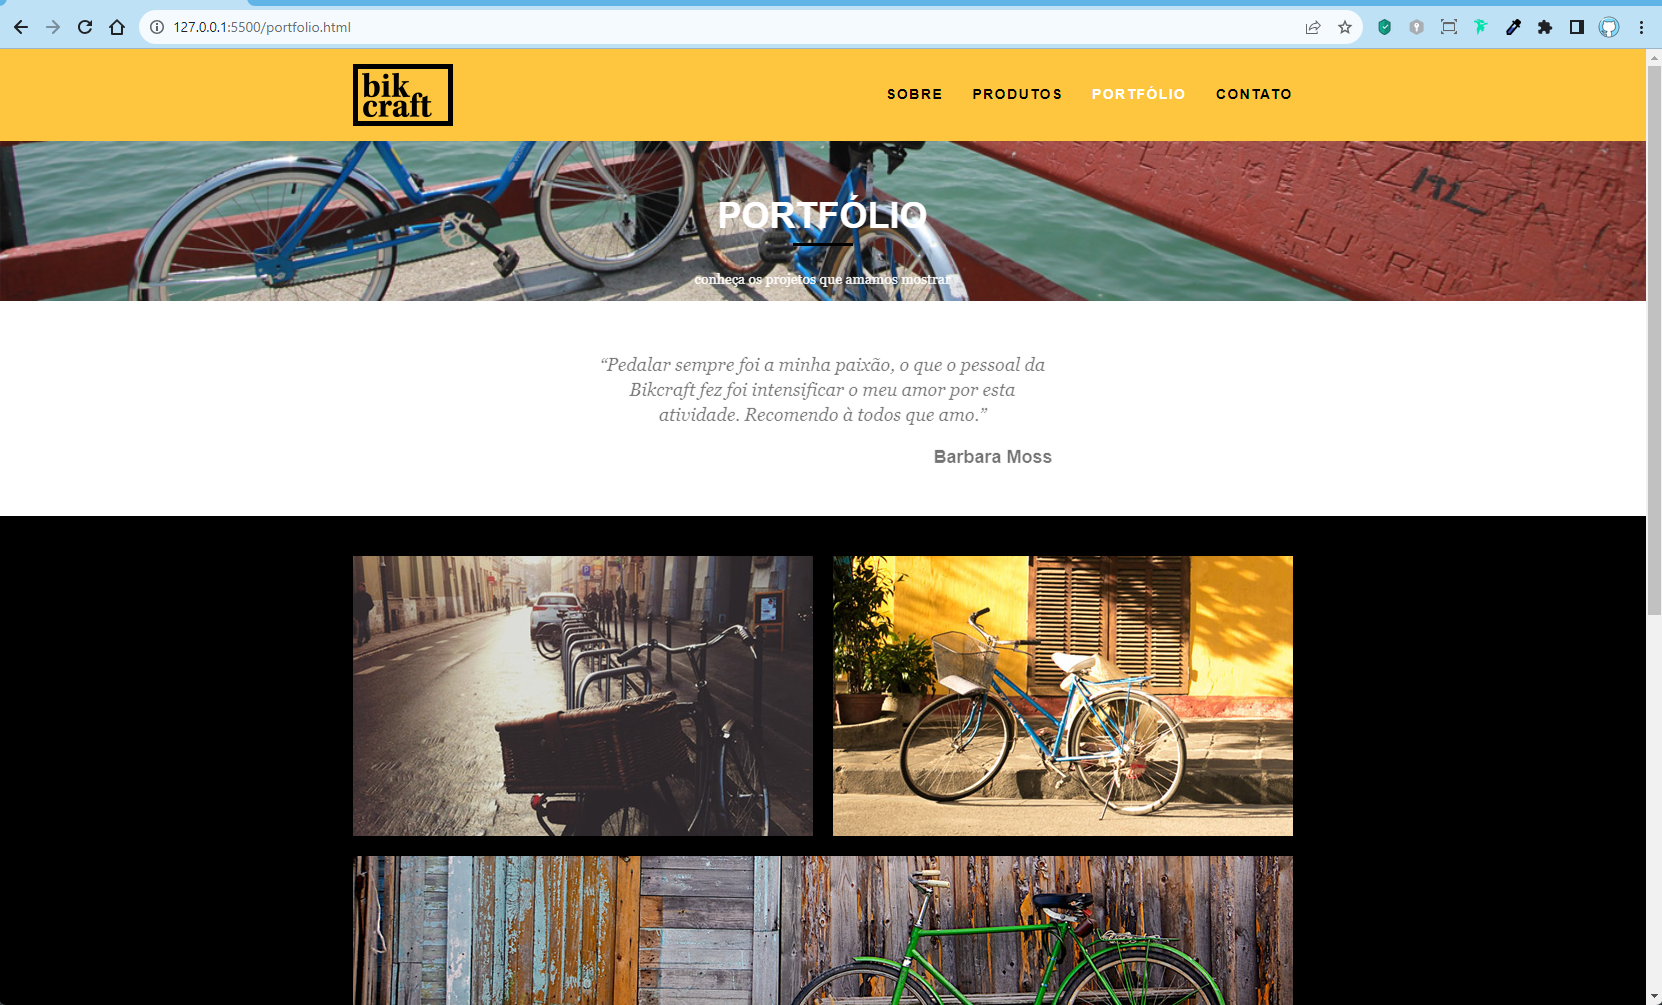 127.0.0.1:5500/portfolio.html
bik
craft
SOBRE PRODUTOS PORTFÓLIO CONTATO
PORTFÓLIO
conheça os projetos que amamos mostrar
“Pedalar sempre foi a minha paixão, o que o pessoal da
Bikcraft fez foi intensificar o meu amor por esta
atividade. Recomendo à todos que amo.”
Barbara Moss